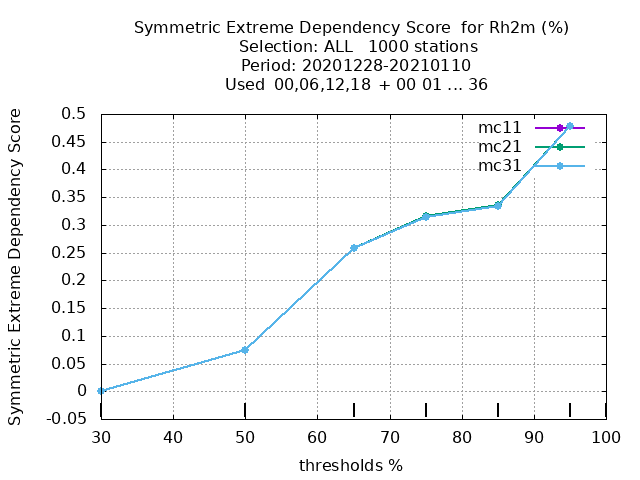 Symmetric Extreme Dependency Score for Rh2m (%)
Selection: ALL 1000 stations
Period: 20201228-20210110
Used 00,06,12,18 + 00 01 ... 36
Symmetric Extreme Dependency Score
0.5
0.45
0.4
0.35
0.3
0.25
0.2
0.15
0.1
0.05
0
-0.05
mc11
mc21
mc31
30 40 50 60 70 80 90 100
thresholds %